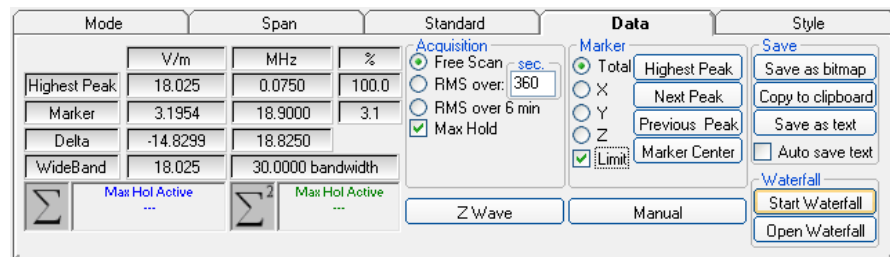 Mode Span Standard Data Style
V/m MHz %
Highest Peak 18.025 0.0750 100.0
Marker 3.1954 18.9000 3.1
Delta -14.8299 18.8250
WideBand 18.025 30.0000 bandwidth
Σ Max Hol Active
---
Σ2 Max Hol Active
---
Acquisition
Free Scan sec.
RMS over: 360
RMS over 6 min
Max Hold
Z Wave
Marker
Total Highest Peak
X Next Peak
Y Previous Peak
Z
Limit Marker Center
Manual
Save
Save as bitmap
Copy to clipboard
Save as text
Auto save text
Waterfall
Start Waterfall
Open Waterfall